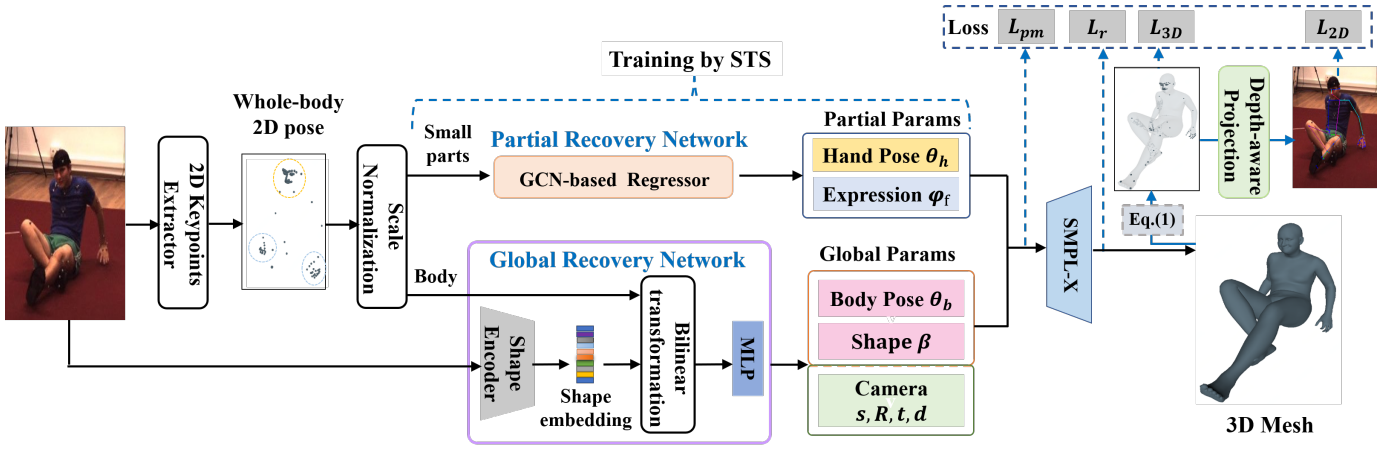 Loss
L_pm
L_r
L_3D
L_2D
Training by STS
Whole-body
2D pose
Small
parts
Partial Recovery Network
GCN-based Regressor
Partial Params
Hand Pose θ_h
Expression φ_f
Depth-aware
Projection
2D Keypoints
Extractor
Scale
Normalization
Eq.(1)
SMPL-X
Body
Global Recovery Network
Global Params
Body Pose θ_b
Shape β
Shape
Encoder
Shape
embedding
Bilinear
transformation
MLP
Camera
s, R, t, d
3D Mesh